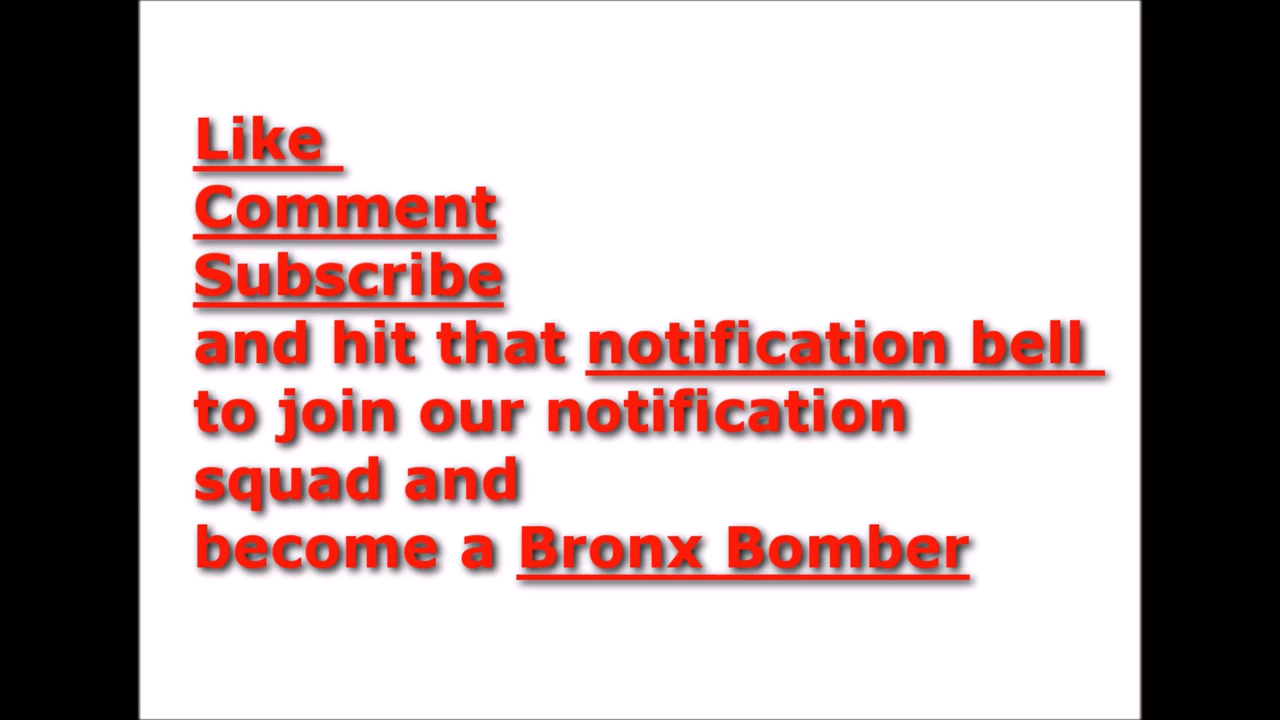 Like
Comment
Subscribe
and hit that notification bell
to join our notification
squad and
become a Bronx Bomber